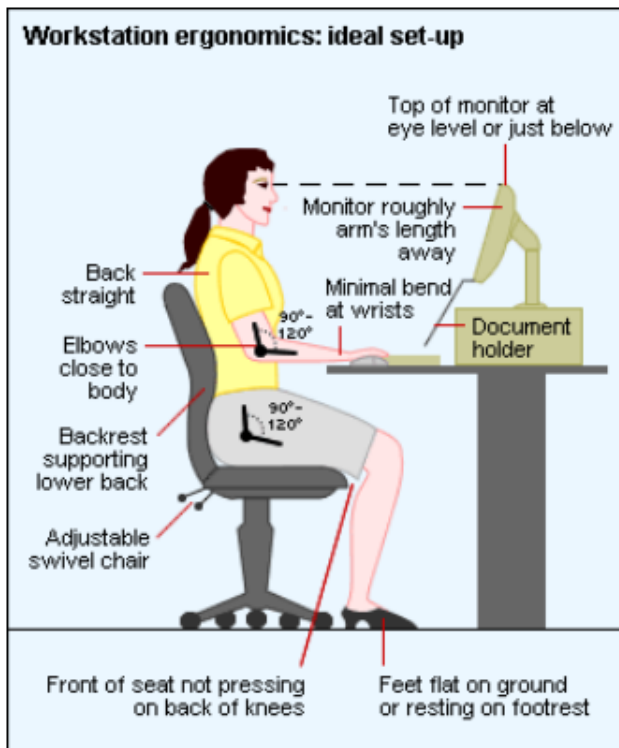 Workstation ergonomics: ideal set-up
Top of monitor at
eye level or just below
Monitor roughly
arm's length
away
Back
straight
Minimal bend
at wrists
90°-
120°
Document
holder
Elbows
close to
body
90°-
120°
Backrest
supporting
lower back
Adjustable
swivel chair
Front of seat not pressing
on back of knees
Feet flat on ground
or resting on footrest